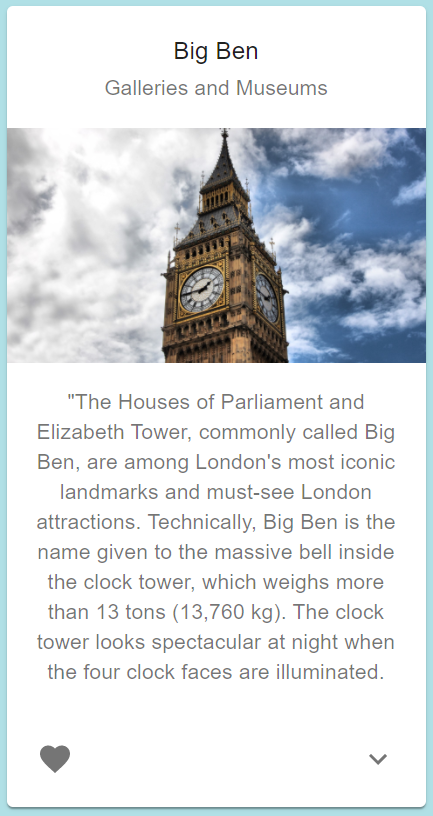 Big Ben
Galleries and Museums
"The Houses of Parliament and
Elizabeth Tower, commonly called Big
Ben, are among London's most iconic
landmarks and must-see London
attractions. Technically, Big Ben is the
name given to the massive bell inside
the clock tower, which weighs more
than 13 tons (13,760 kg). The clock
tower looks spectacular at night when
the four clock faces are illuminated.